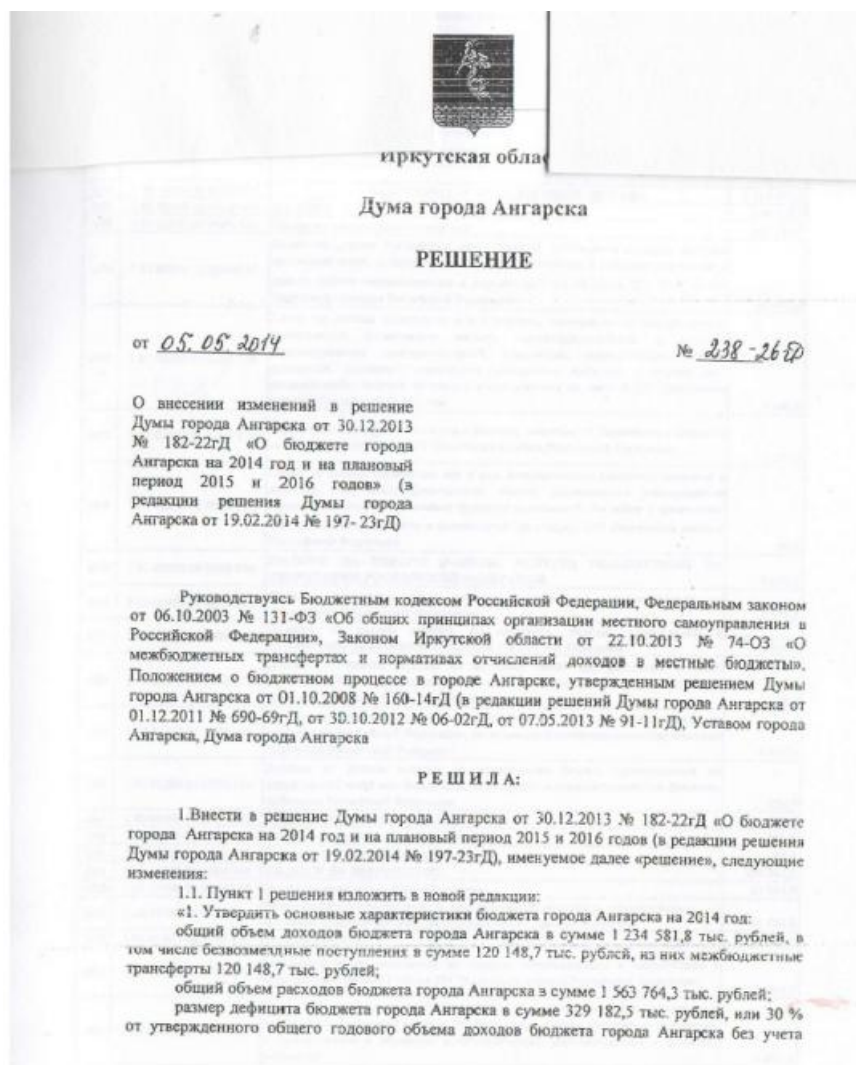 Иркутская
Дума города Ангарска
РЕШЕНИЕ
от 05.05.2014
№ 238-26гД
О внесении изменений в решение
Думы города Ангарска от 30.12.2013
№ 182-22гД «О бюджете города
Ангарска на 2014 год и на плановый
период 2015 и 2016 годов» (в
редакции решения Думы города
Ангарска от 19.02.2014 № 197- 23гД)
Руководствуясь Бюджетным кодексом Российской Федерации, Федеральным законом
от 06.10.2003 № 131-ФЗ «Об общих принципах организации местного самоуправления в
Российской Федерации», Законом Иркутской области от 22.10.2013 № 74-ОЗ «О
межбюджетных трансфертах и нормативах отчислений доходов в местные бюджеты»,
Положением о бюджетном процессе в городе Ангарске, утвержденным решением Думы
города Ангарска от 01.10.2008 № 160-14гД (в редакции решений Думы города Ангарска от
01.12.2011 № 690-69гД, от 30.10.2012 № 06-02гД, от 07.05.2013 № 91-11гД), Уставом города
Ангарска, Дума города Ангарска
Р Е Ш И Л А:
1.Внести в решение Думы города Ангарска от 30.12.2013 № 182-22гД «О бюджете
города Ангарска на 2014 год и на плановый период 2015 и 2016 годов (в редакции решения
Думы города Ангарска от 19.02.2014 № 197-23гД), именуемое далее «решение», следующие
изменения:
1.1. Пункт 1 решения изложить в новой редакции:
«1. Утвердить основные характеристики бюджета города Ангарска на 2014 год:
общий объем доходов бюджета города Ангарска в сумме 1 234 581,8 тыс. рублей, в
том числе безвозмездные поступления в сумме 120 148,7 тыс. рублей, из них межбюджетные
трансферты 120 148,7 тыс. рублей;
общий объем расходов бюджета города Ангарска в сумме 1 563 764,3 тыс. рублей;
размер дефицита бюджета города Ангарска в сумме 329 182,5 тыс. рублей, или 30 %
от утвержденного общего годового объема доходов бюджета города Ангарска без учета